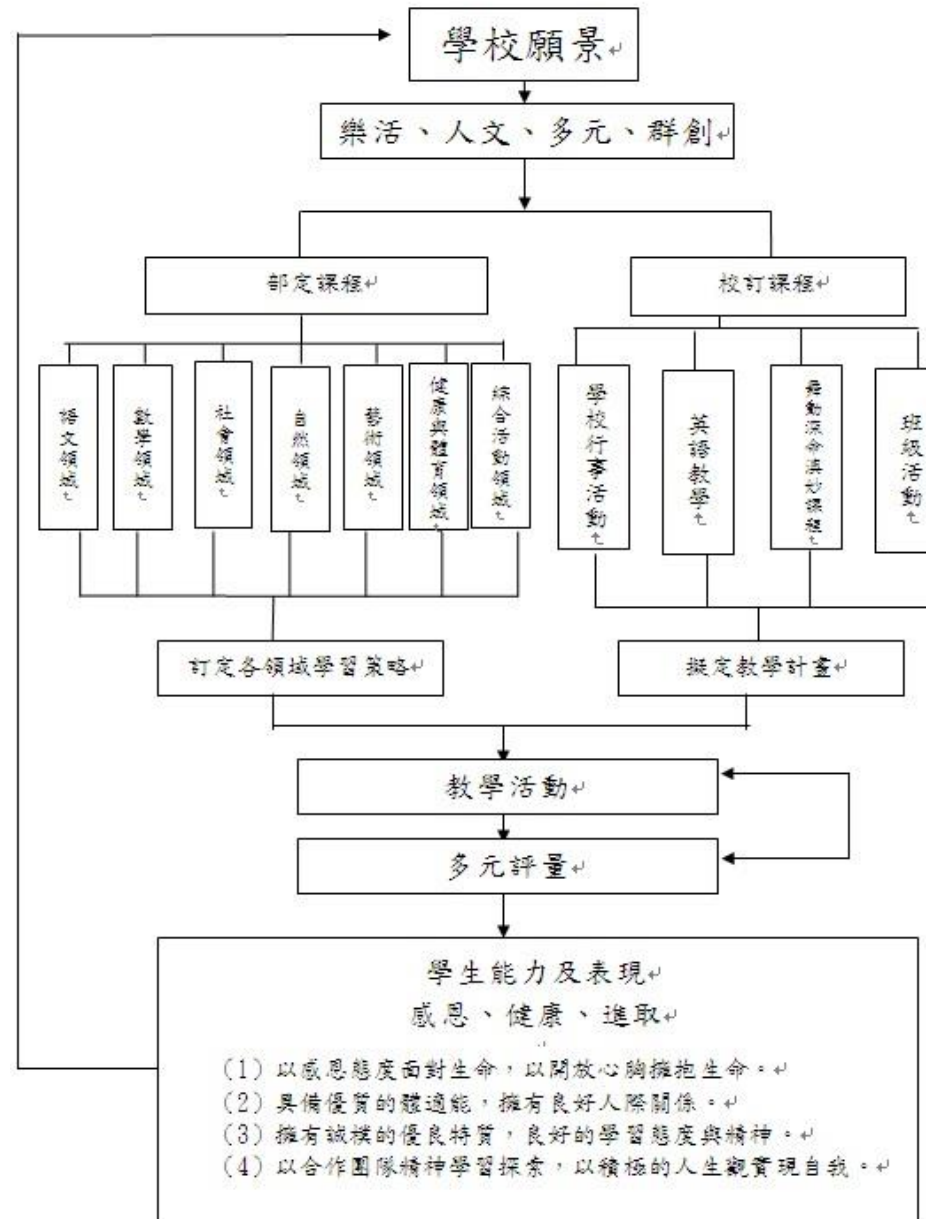 學校願景
樂活、人文、多元、群創
部定課程
校訂課程
語文領域
數學領域
社會領域
自然領域
藝術領域
健康與體育領域
綜合活動領域
學校行事活動
英語教學
舞動深命溱妙課程
班級活動
訂定各領域學習策略
擬定教學計畫
教學活動
多元評量
學生能力及表現
感恩、健康、進取
(1) 以感恩態度面對生命，以開放心胸擁抱生命。
(2) 具備優質的體適能，擁有良好人際關係。
(3) 擁有誠樸的優良特質，良好的學習態度與精神。
(4) 以合作團隊精神學習探索，以積極的人生觀實現自我。